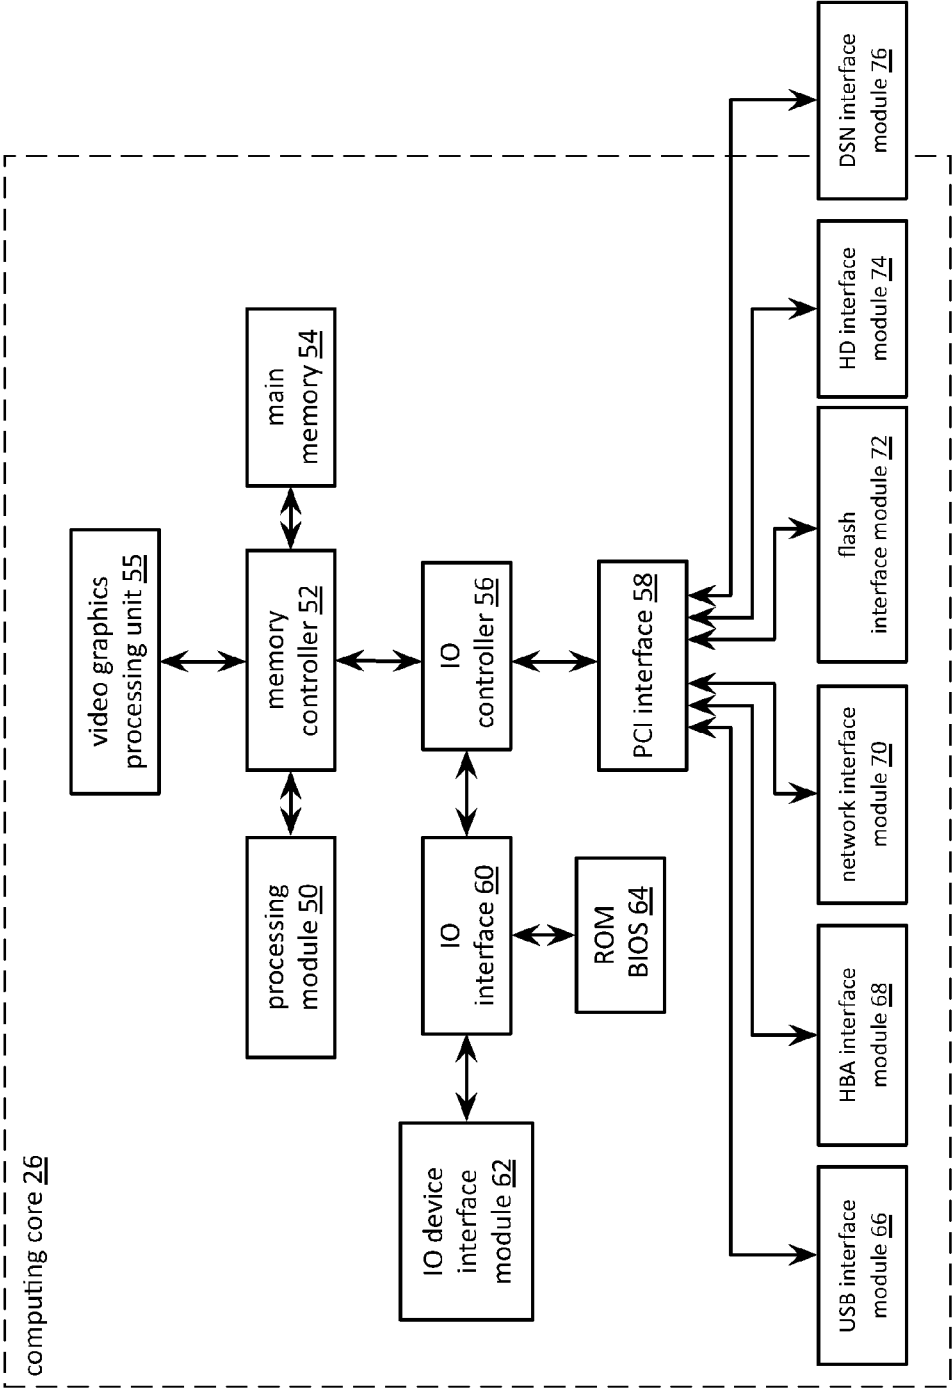 computing core 26
video graphics
processing unit 55
processing
module 50
memory
controller 52
main
memory 54
IO device
interface
module 62
IO
interface 60
IO
controller 56
ROM
BIOS 64
PCI interface 58
USB interface
module 66
HBA interface
module 68
network interface
module 70
flash
interface module 72
HD interface
module 74
DSN interface
module 76